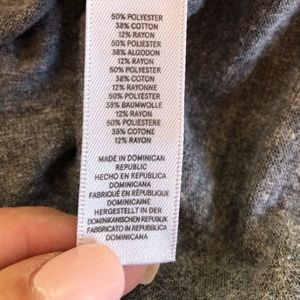 50% POLYESTER
38% COTTON
12% RAYON
50% POLIESTER
38% ALGODON
12% RAYON
50% POLYESTER
38% COTON
12% RAYONNE
50% POLYESTER
38% BAUMWOLLE
12% RAYON
50% POLIESTERE
38% COTONE
12% RAYON
MADE IN DOMINICAN
REPUBLIC
HECHO EN REPUBLICA
DOMINICANA
FABRIQUÉ EN RÉPUBLIQUE
DOMINICAINE
HERGESTELLT IN DER
DOMINIKANISCHEN REPUBLIK
FABBRICATO IN REPUBBLICA
DOMINICANA